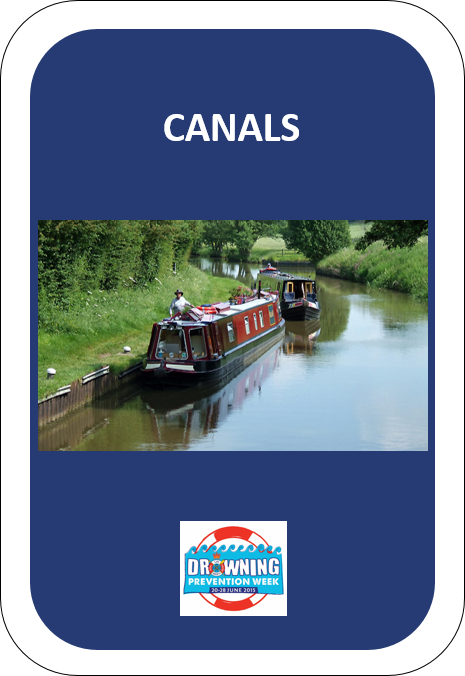 CANALS
DROWNING
PREVENTION WEEK
20-28 JUNE 2015